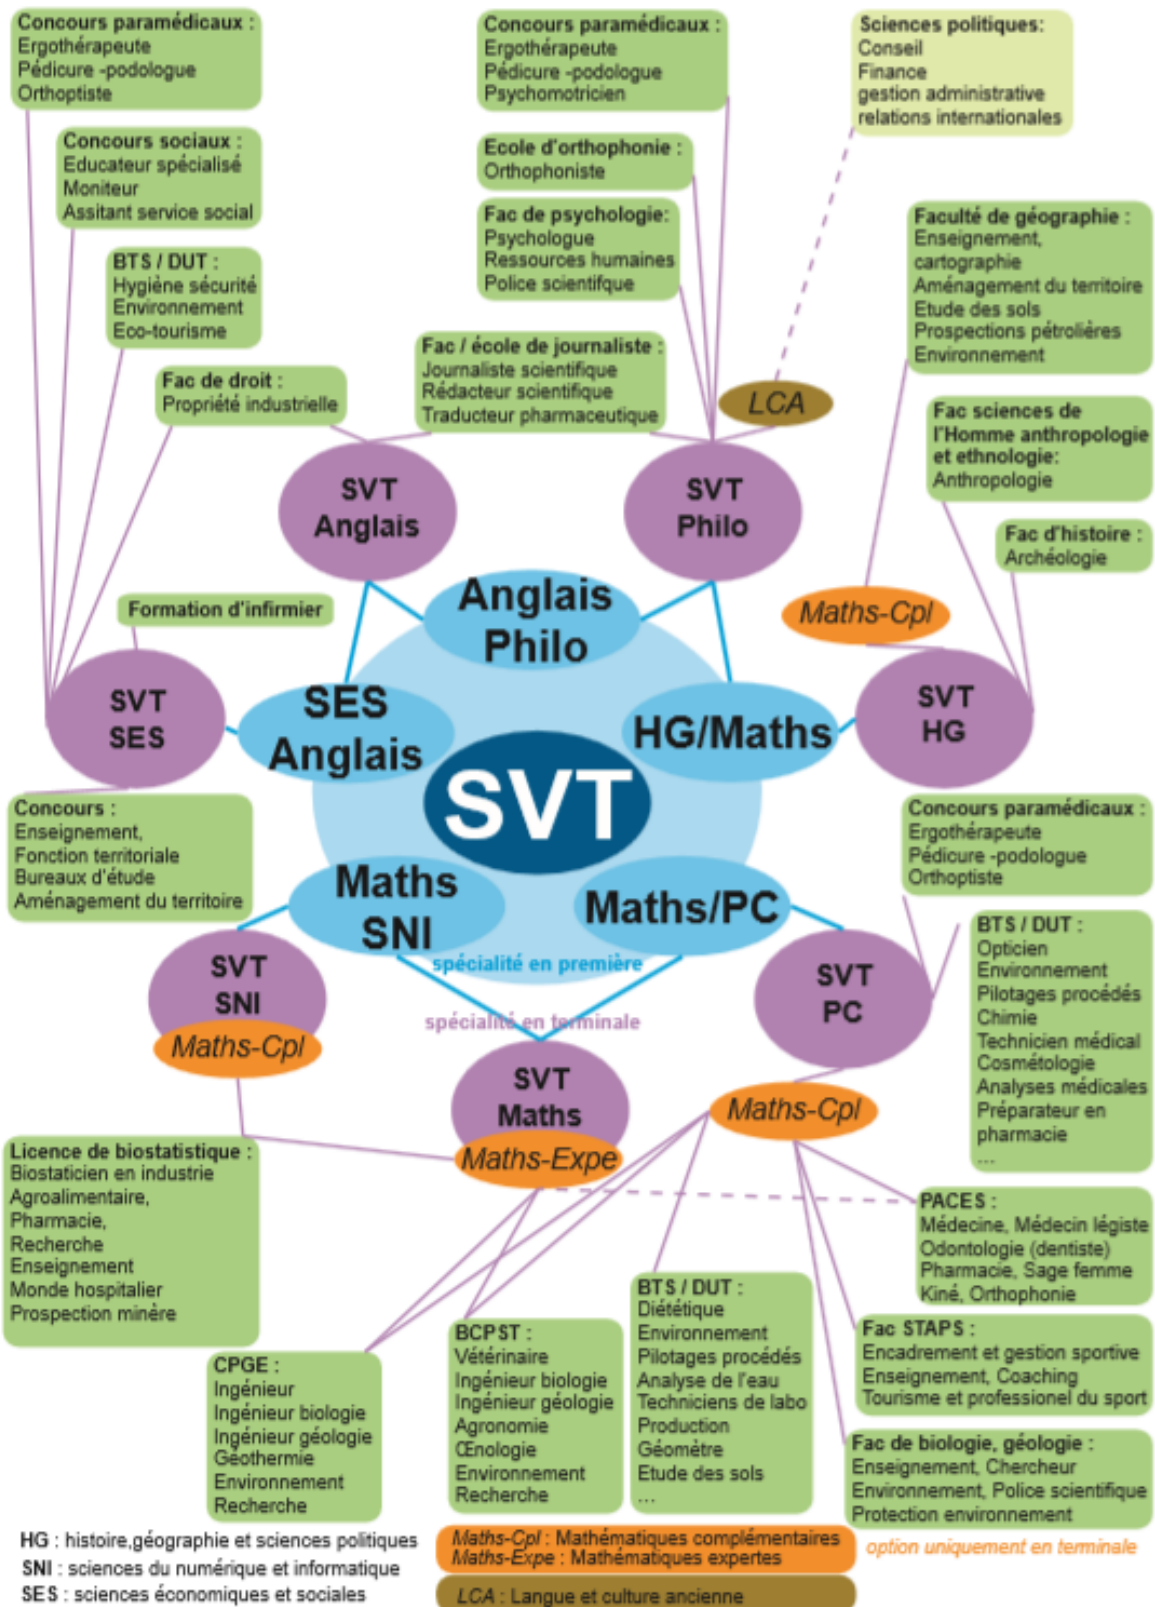 Concours paramédicaux :
Ergothérapeute
Pédicure -podologue
Orthoptiste
Concours sociaux :
Educateur spécialisé
Moniteur
Assitant service social
BTS / DUT :
Hygiène sécurité
Environnement
Eco-tourisme
Fac de droit :
Propriété industrielle
Concours paramédicaux :
Ergothérapeute
Pédicure -podologue
Psychomotricien
Ecole d'orthophonie :
Orthophoniste
Fac de psychologie:
Psychologue
Ressources humaines
Police scientifque
Fac / école de journaliste :
Journaliste scientifique
Rédacteur scientifique
Traducteur pharmaceutique
Sciences politiques:
Conseil
Finance
gestion administrative
relations internationales
LCA
Faculté de géographie :
Enseignement,
cartographie
Aménagement du territoire
Etude des sols
Prospections pétrolières
Environnement
Fac sciences de
l'Homme anthropologie
et ethnologie:
Anthropologie
Fac d'histoire :
Archéologie
SVT
Anglais
SVT
Philo
Formation d'infirmier
Anglais
Philo
Maths-Cpl
SVT
SES
SES
Anglais
HG/Maths
SVT
HG
SVT
Concours :
Enseignement,
Fonction territoriale
Bureaux d'étude
Aménagement du territoire
Maths
SNI
Maths/PC
Concours paramédicaux :
Ergothérapeute
Pédicure -podologue
Orthoptiste
spécialité en première
spécialité en terminale
SVT
SNI
Maths-Cpl
SVT
PC
BTS / DUT :
Opticien
Environnement
Pilotages procédés
Chimie
Technicien médical
Cosmétologie
Analyses médicales
Préparateur en
pharmacie
...
SVT
Maths
Maths-Expe
Maths-Cpl
Licence de biostatistique :
Biostaticien en industrie
Agroalimentaire,
Pharmacie,
Recherche
Enseignement
Monde hospitalier
Prospection minère
PACES :
Médecine, Médecin légiste
Odontologie (dentiste)
Pharmacie, Sage femme
Kiné, Orthophonie
CPGE :
Ingénieur
Ingénieur biologie
Ingénieur géologie
Géothermie
Environnement
Recherche
BCPST :
Vétérinaire
Ingénieur biologie
Ingénieur géologie
Agronomie
Œnologie
Environnement
Recherche
BTS / DUT :
Diététique
Environnement
Pilotages procédés
Analyse de l'eau
Techniciens de labo
Production
Géomètre
Etude des sols
...
Fac STAPS :
Encadrement et gestion sportive
Enseignement, Coaching
Tourisme et professionel du sport
Fac de biologie, géologie :
Enseignement, Chercheur
Environnement, Police scientifique
Protection environnement
HG : histoire,géographie et sciences politiques
SNI : sciences du numérique et informatique
SES : sciences économiques et sociales
Maths-Cpl : Mathématiques complémentaires
Maths-Expe : Mathématiques expertes
option uniquement en terminale
LCA : Langue et culture ancienne